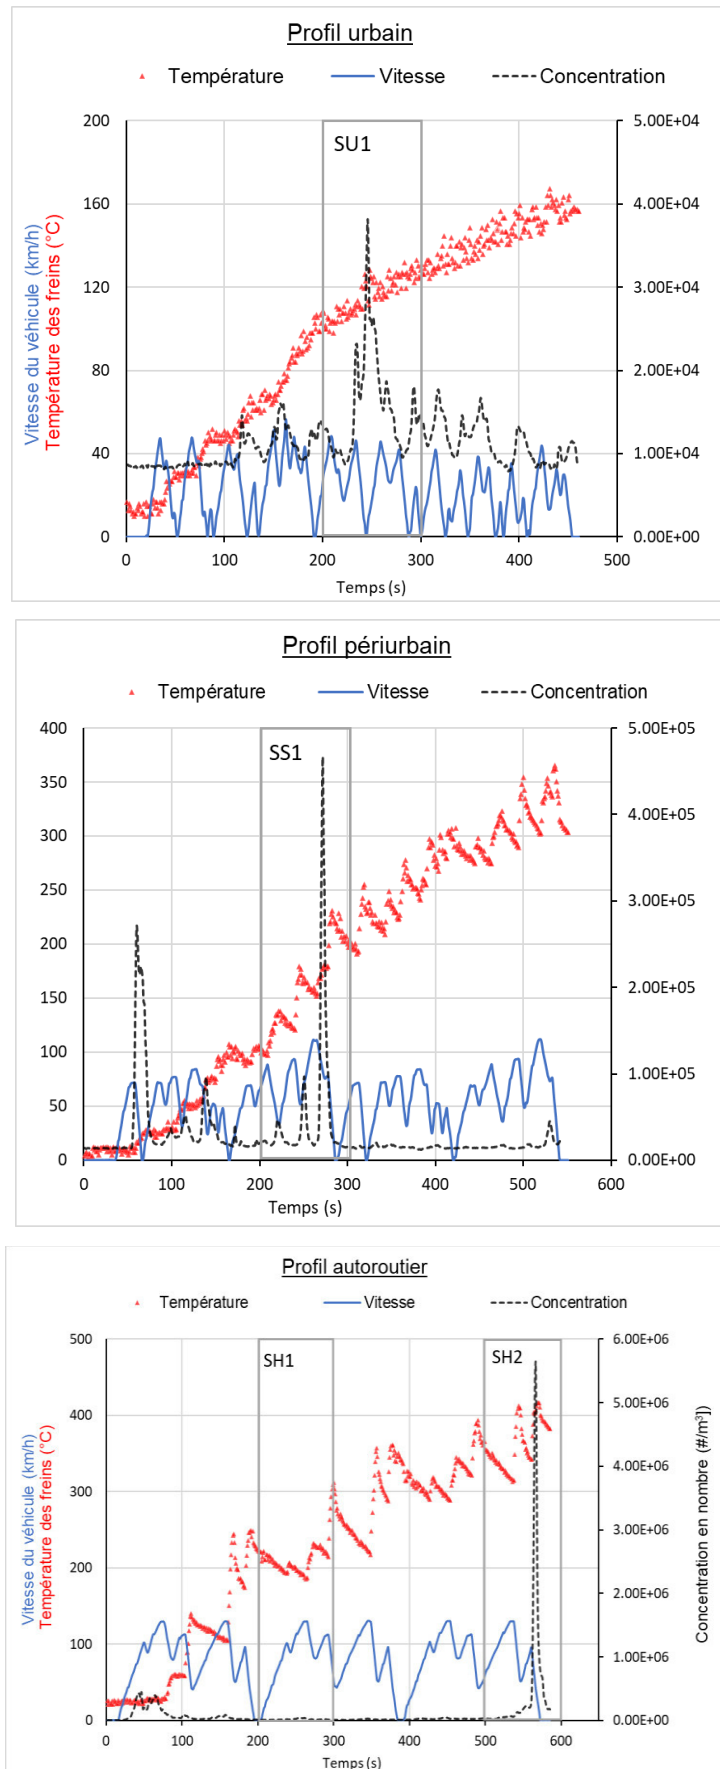 Profil urbain
Température Vitesse Concentration
Vitesse du véhicule (km/h)
Température des freins (°C)
200 5.00E+04
SU1
160 4.00E+04
120 3.00E+04
80 2.00E+04
40 1.00E+04
0 0.00E+00
0 100 200 300 400 500
Temps (s)
Profil périurbain
Température Vitesse Concentration
400 5.00E+05
SS1
350
4.00E+05
300
250 3.00E+05
200
2.00E+05
150
100 1.00E+05
50
0 0.00E+00
0 100 200 300 400 500 600
Temps (s)
Profil autoroutier
Température Vitesse Concentration
Vitesse du véhicule (km/h)
Température des freins (°C)
500 6.00E+06
SH1 SH2
5.00E+06
400
4.00E+06
300
3.00E+06
200
2.00E+06
100 1.00E+06
0 0.00E+00
0 100 200 300 400 500 600
Temps (s)
Concentration en nombre (#/m³])